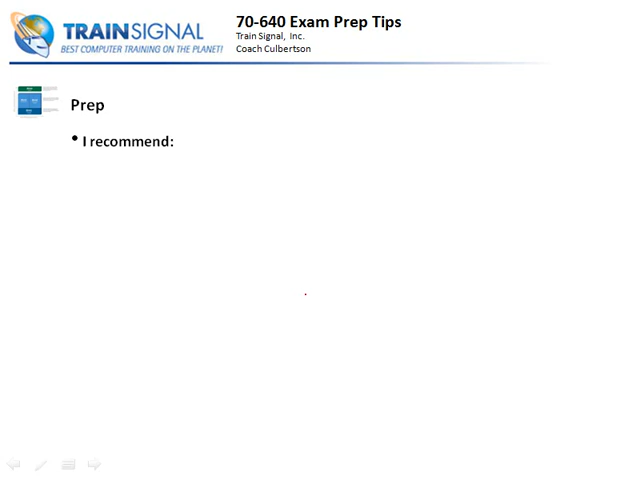 TRAINSIGNAL
BEST COMPUTER TRAINING ON THE PLANET!
70-640 Exam Prep Tips
Train Signal, Inc.
Coach Culbertson
Prep
• I recommend: